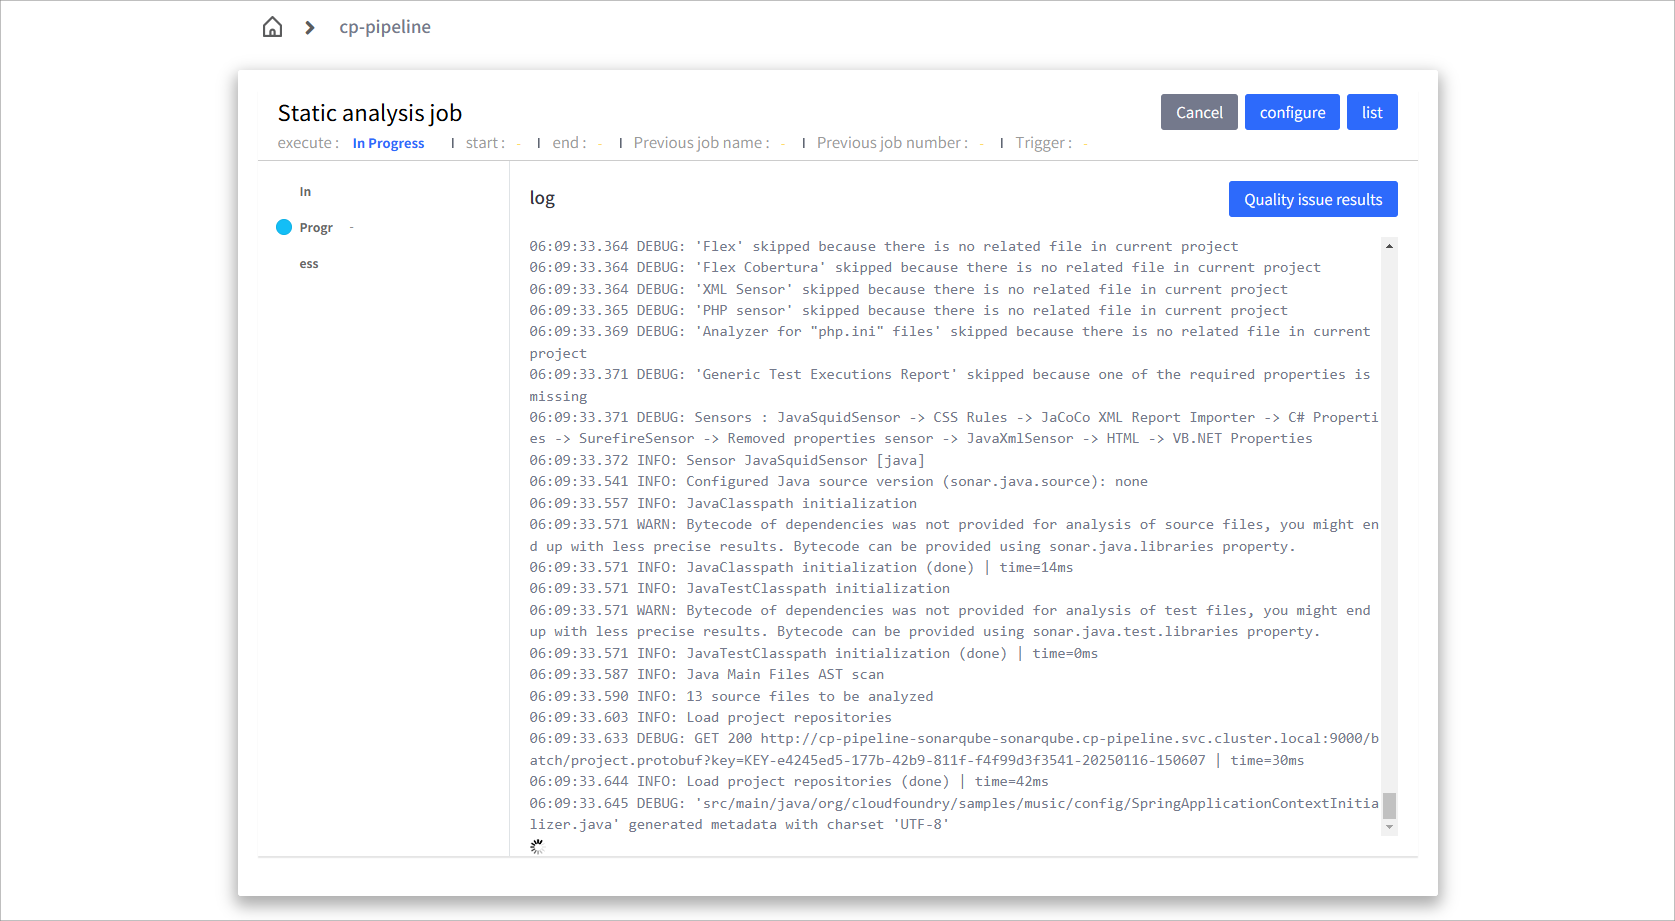 cp-pipeline
Static analysis job
Cancel
configure
list
execute : In Progress | start : - | end : - | Previous job name : - | Previous job number : - | Trigger : -
In
Progr -
ess
log
Quality issue results
06:09:33.364 DEBUG: 'Flex' skipped because there is no related file in current project
06:09:33.364 DEBUG: 'Flex Cobertura' skipped because there is no related file in current project
06:09:33.364 DEBUG: 'XML Sensor' skipped because there is no related file in current project
06:09:33.365 DEBUG: 'PHP sensor' skipped because there is no related file in current project
06:09:33.369 DEBUG: 'Analyzer for "php.ini" files' skipped because there is no related file in current
project
06:09:33.371 DEBUG: 'Generic Test Executions Report' skipped because one of the required properties is
missing
06:09:33.371 DEBUG: Sensors : JavaSquidSensor -> CSS Rules -> JaCoCo XML Report Importer -> C# Properti
es -> SurefireSensor -> Removed properties sensor -> JavaXmlSensor -> HTML -> VB.NET Properties
06:09:33.372 INFO: Sensor JavaSquidSensor [java]
06:09:33.541 INFO: Configured Java source version (sonar.java.source): none
06:09:33.557 INFO: JavaClasspath initialization
06:09:33.571 WARN: Bytecode of dependencies was not provided for analysis of source files, you might en
d up with less precise results. Bytecode can be provided using sonar.java.libraries property.
06:09:33.571 INFO: JavaClasspath initialization (done) | time=14ms
06:09:33.571 INFO: JavaTestClasspath initialization
06:09:33.571 WARN: Bytecode of dependencies was not provided for analysis of test files, you might end
up with less precise results. Bytecode can be provided using sonar.java.test.libraries property.
06:09:33.571 INFO: JavaTestClasspath initialization (done) | time=0ms
06:09:33.587 INFO: Java Main Files AST scan
06:09:33.590 INFO: 13 source files to be analyzed
06:09:33.603 INFO: Load project repositories
06:09:33.633 DEBUG: GET 200 http://cp-pipeline-sonarqube-sonarqube.cp-pipeline.svc.cluster.local:9000/b
atch/project.protobuf?key=KEY-e4245ed5-177b-42b9-811f-f4f99d3f3541-20250116-150607 | time=30ms
06:09:33.644 INFO: Load project repositories (done) | time=42ms
06:09:33.645 DEBUG: 'src/main/java/org/cloudfoundry/samples/music/config/SpringApplicationContextInitia
lizer.java' generated metadata with charset 'UTF-8'